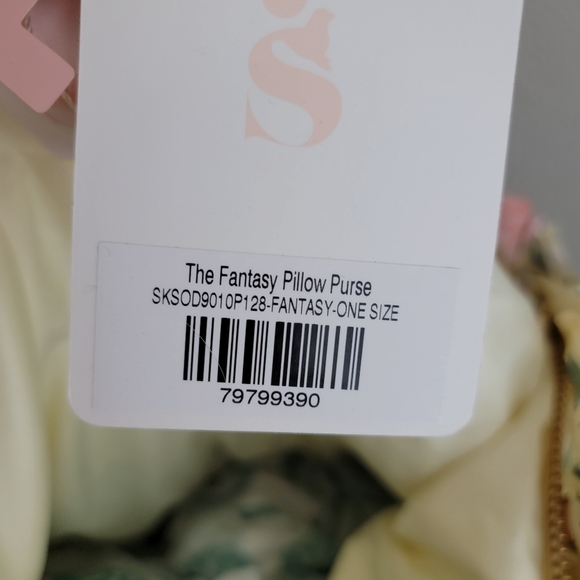 S
The Fantasy Pillow Purse
SKSOD9010P128-FANTASY-ONE SIZE
79799390